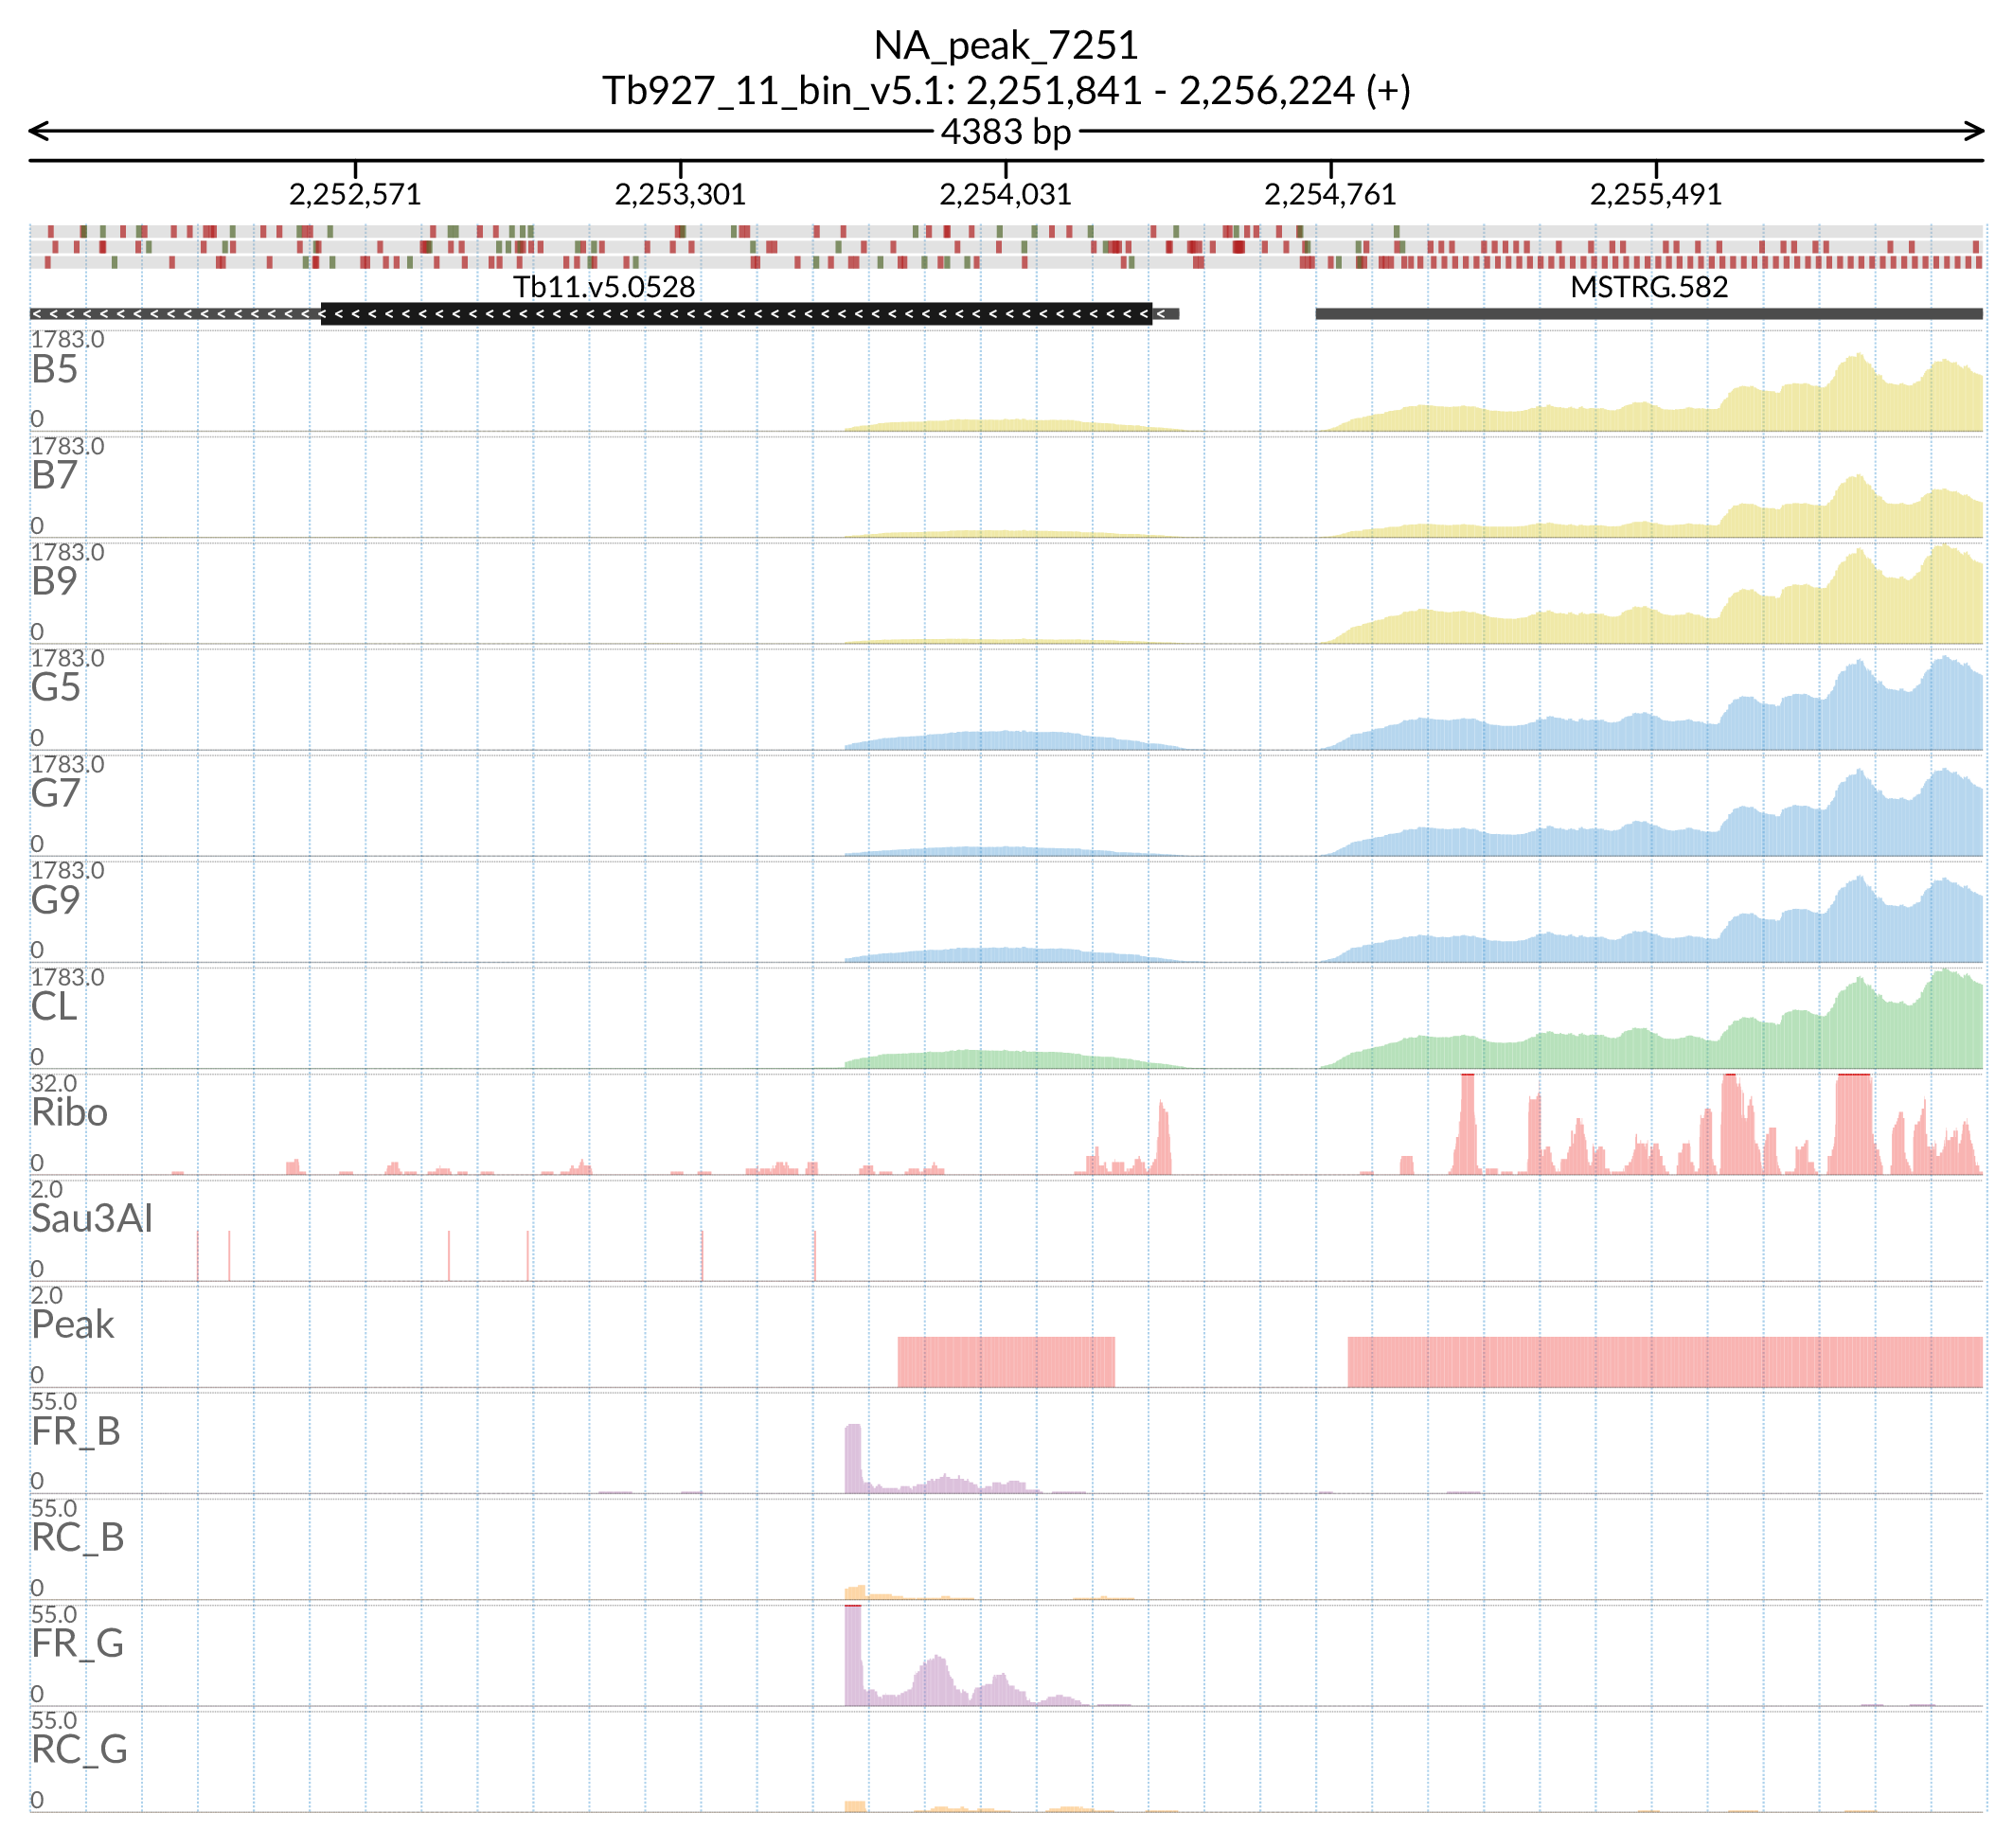 NA_peak_7251
Tb927_11_bin_v5.1: 2,251,841 - 2,256,224 (+)
4383 bp
2,252,571 2,253,301 2,254,031 2,254,761 2,255,491
Tb11.v5.0528 MSTRG.582
1783.0
B5
0
1783.0
B7
0
1783.0
B9
0
1783.0
G5
0
1783.0
G7
0
1783.0
G9
0
1783.0
CL
0
32.0
Ribo
0
2.0
Sau3AI
0
2.0
Peak
0
55.0
FR_B
0
55.0
RC_B
0
55.0
FR_G
0
55.0
RC_G
0